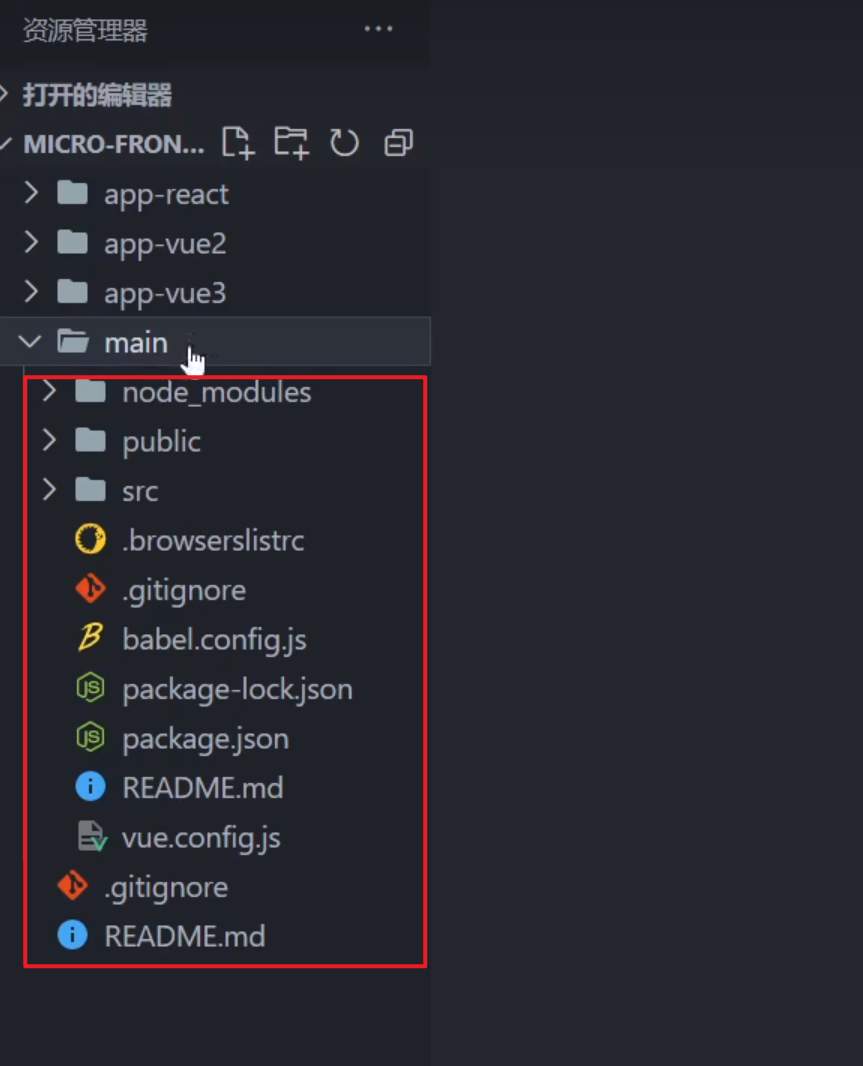 资源管理器
打开的编辑器
MICRO-FRON...
app-react
app-vue2
app-vue3
main
node_modules
public
src
.browserslistrc
.gitignore
babel.config.js
package-lock.json
package.json
README.md
vue.config.js
.gitignore
README.md